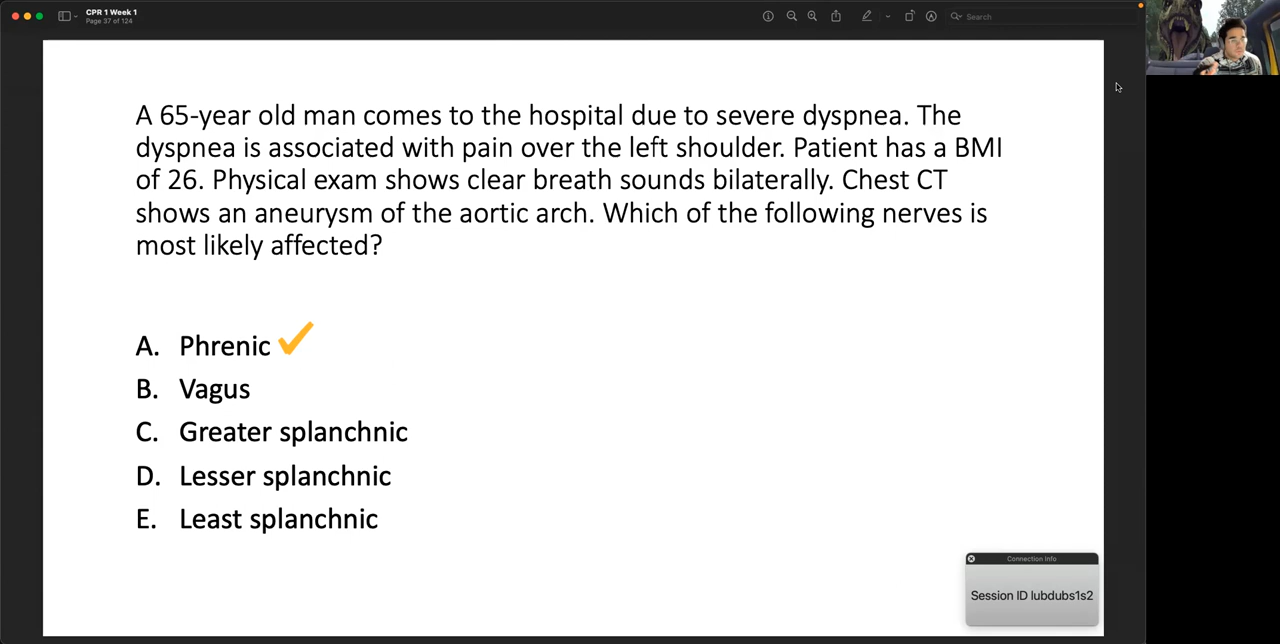 CPR 1 Week 1
Page 37 of 124
Search
A 65-year old man comes to the hospital due to severe dyspnea. The
dyspnea is associated with pain over the left shoulder. Patient has a BMI
of 26. Physical exam shows clear breath sounds bilaterally. Chest CT
shows an aneurysm of the aortic arch. Which of the following nerves is
most likely affected?
A. Phrenic
B. Vagus
C. Greater splanchnic
D. Lesser splanchnic
E. Least splanchnic
Connection Info
Session ID lubdubs1s2